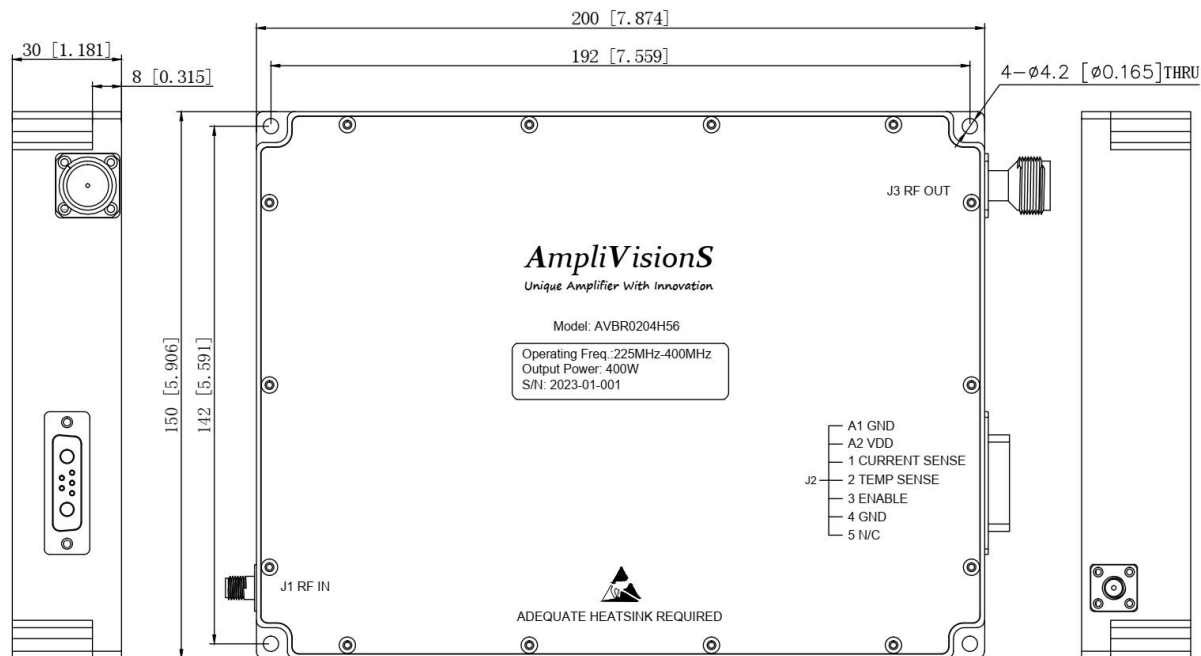 200 [7.874]
30 [1.181]
192 [7.559]
8 [0.315]
4-ø4.2 [ø0.165]THRU
J3 RF OUT
AmpliVisionS
Unique Amplifier With Innovation
Model: AVBR0204H56
Operating Freq.:225MHz-400MHz
Output Power: 400W
S/N: 2023-01-001
150 [5.906]
142 [5.591]
A1 GND
A2 VDD
1 CURRENT SENSE
J2
2 TEMP SENSE
3 ENABLE
4 GND
5 N/C
J1 RF IN
ADEQUATE HEATSINK REQUIRED